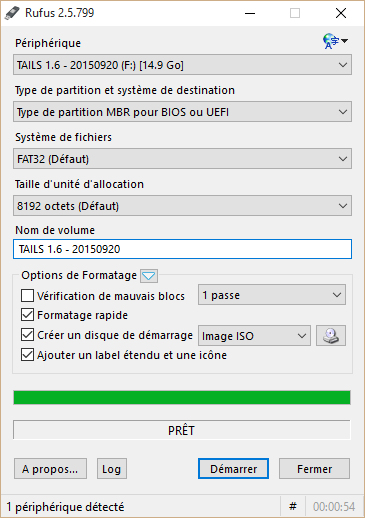 Rufus 2.5.799
Périphérique
TAILS 1.6 - 20150920 (F:) [14.9 Go]
Type de partition et système de destination
Type de partition MBR pour BIOS ou UEFI
Système de fichiers
FAT32 (Défaut)
Taille d'unité d'allocation
8192 octets (Défaut)
Nom de volume
TAILS 1.6 - 20150920
Options de Formatage
Vérification de mauvais blocs 1 passe
Formatage rapide
Créer un disque de démarrage Image ISO
Ajouter un label étendu et une icône
PRÊT
A propos... Log Démarrer Fermer
1 périphérique détecté # 00:00:54